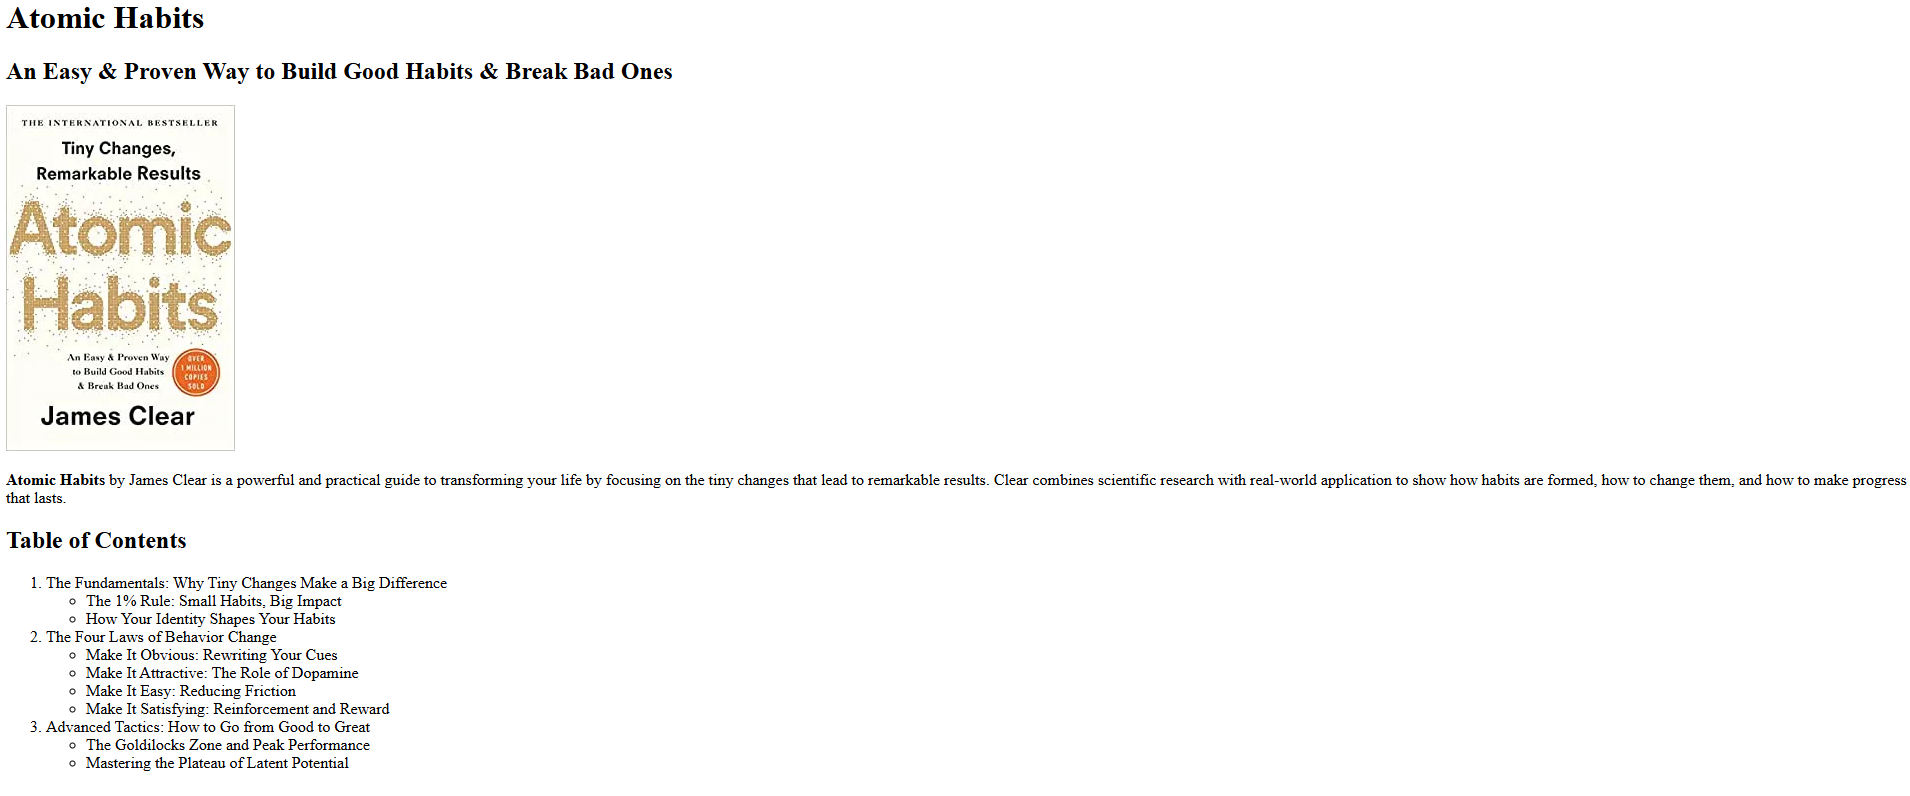 Atomic Habits
An Easy & Proven Way to Build Good Habits & Break Bad Ones
THE INTERNATIONAL BESTSELLER
Tiny Changes,
Remarkable Results
Atomic
Habits
An Easy & Proven Way
to Build Good Habits
& Break Bad Ones
OVER
1 MILLION
COPIES
SOLD
James Clear
Atomic Habits by James Clear is a powerful and practical guide to transforming your life by focusing on the tiny changes that lead to remarkable results. Clear combines scientific research with real-world application to show how habits are formed, how to change them, and how to make progress
that lasts.
Table of Contents
1. The Fundamentals: Why Tiny Changes Make a Big Difference
◦ The 1% Rule: Small Habits, Big Impact
◦ How Your Identity Shapes Your Habits
2. The Four Laws of Behavior Change
◦ Make It Obvious: Rewriting Your Cues
◦ Make It Attractive: The Role of Dopamine
◦ Make It Easy: Reducing Friction
◦ Make It Satisfying: Reinforcement and Reward
3. Advanced Tactics: How to Go from Good to Great
◦ The Goldilocks Zone and Peak Performance
◦ Mastering the Plateau of Latent Potential